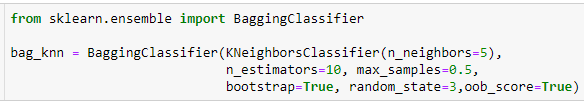 from sklearn.ensemble import BaggingClassifier
bag_knn = BaggingClassifier(KNeighborsClassifier(n_neighbors=5),
n_estimators=10, max_samples=0.5,
bootstrap=True, random_state=3,oob_score=True)